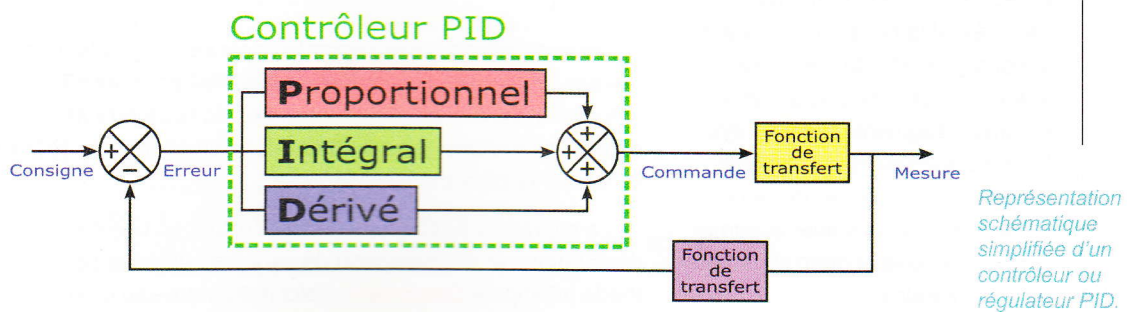 Contrôleur PID
Proportionnel
Intégral
Dérivé
+
−
+
+
+
Consigne
Erreur
Commande
Fonction
de
transfert
Mesure
Fonction
de
transfert
Représentation
schématique
simplifiée d'un
contrôleur ou
régulateur PID.